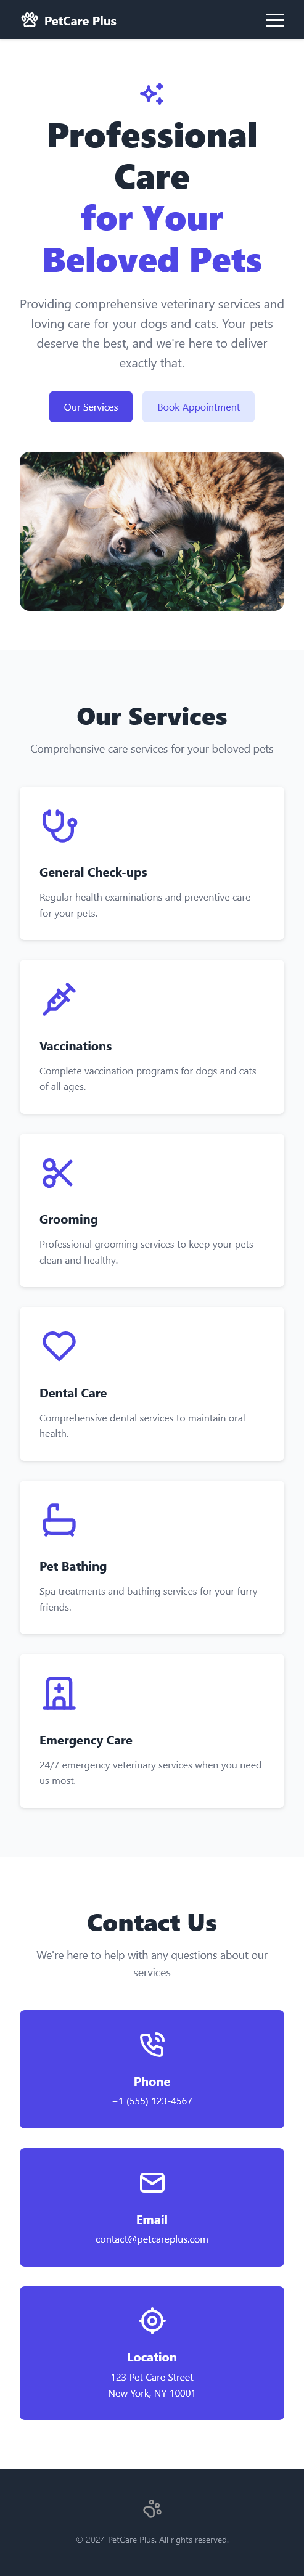 PetCare Plus
Professional
Care
for Your
Beloved Pets
Providing comprehensive veterinary services and
loving care for your dogs and cats. Your pets
deserve the best, and we're here to deliver
exactly that.
Our Services
Book Appointment
Our Services
Comprehensive care services for your beloved pets
General Check-ups
Regular health examinations and preventive care
for your pets.
Vaccinations
Complete vaccination programs for dogs and cats
of all ages.
Grooming
Professional grooming services to keep your pets
clean and healthy.
Dental Care
Comprehensive dental services to maintain oral
health.
Pet Bathing
Spa treatments and bathing services for your furry
friends.
Emergency Care
24/7 emergency veterinary services when you need
us most.
Contact Us
We're here to help with any questions about our
services
Phone
+1 (555) 123-4567
Email
contact@petcareplus.com
Location
123 Pet Care Street
New York, NY 10001
© 2024 PetCare Plus. All rights reserved.